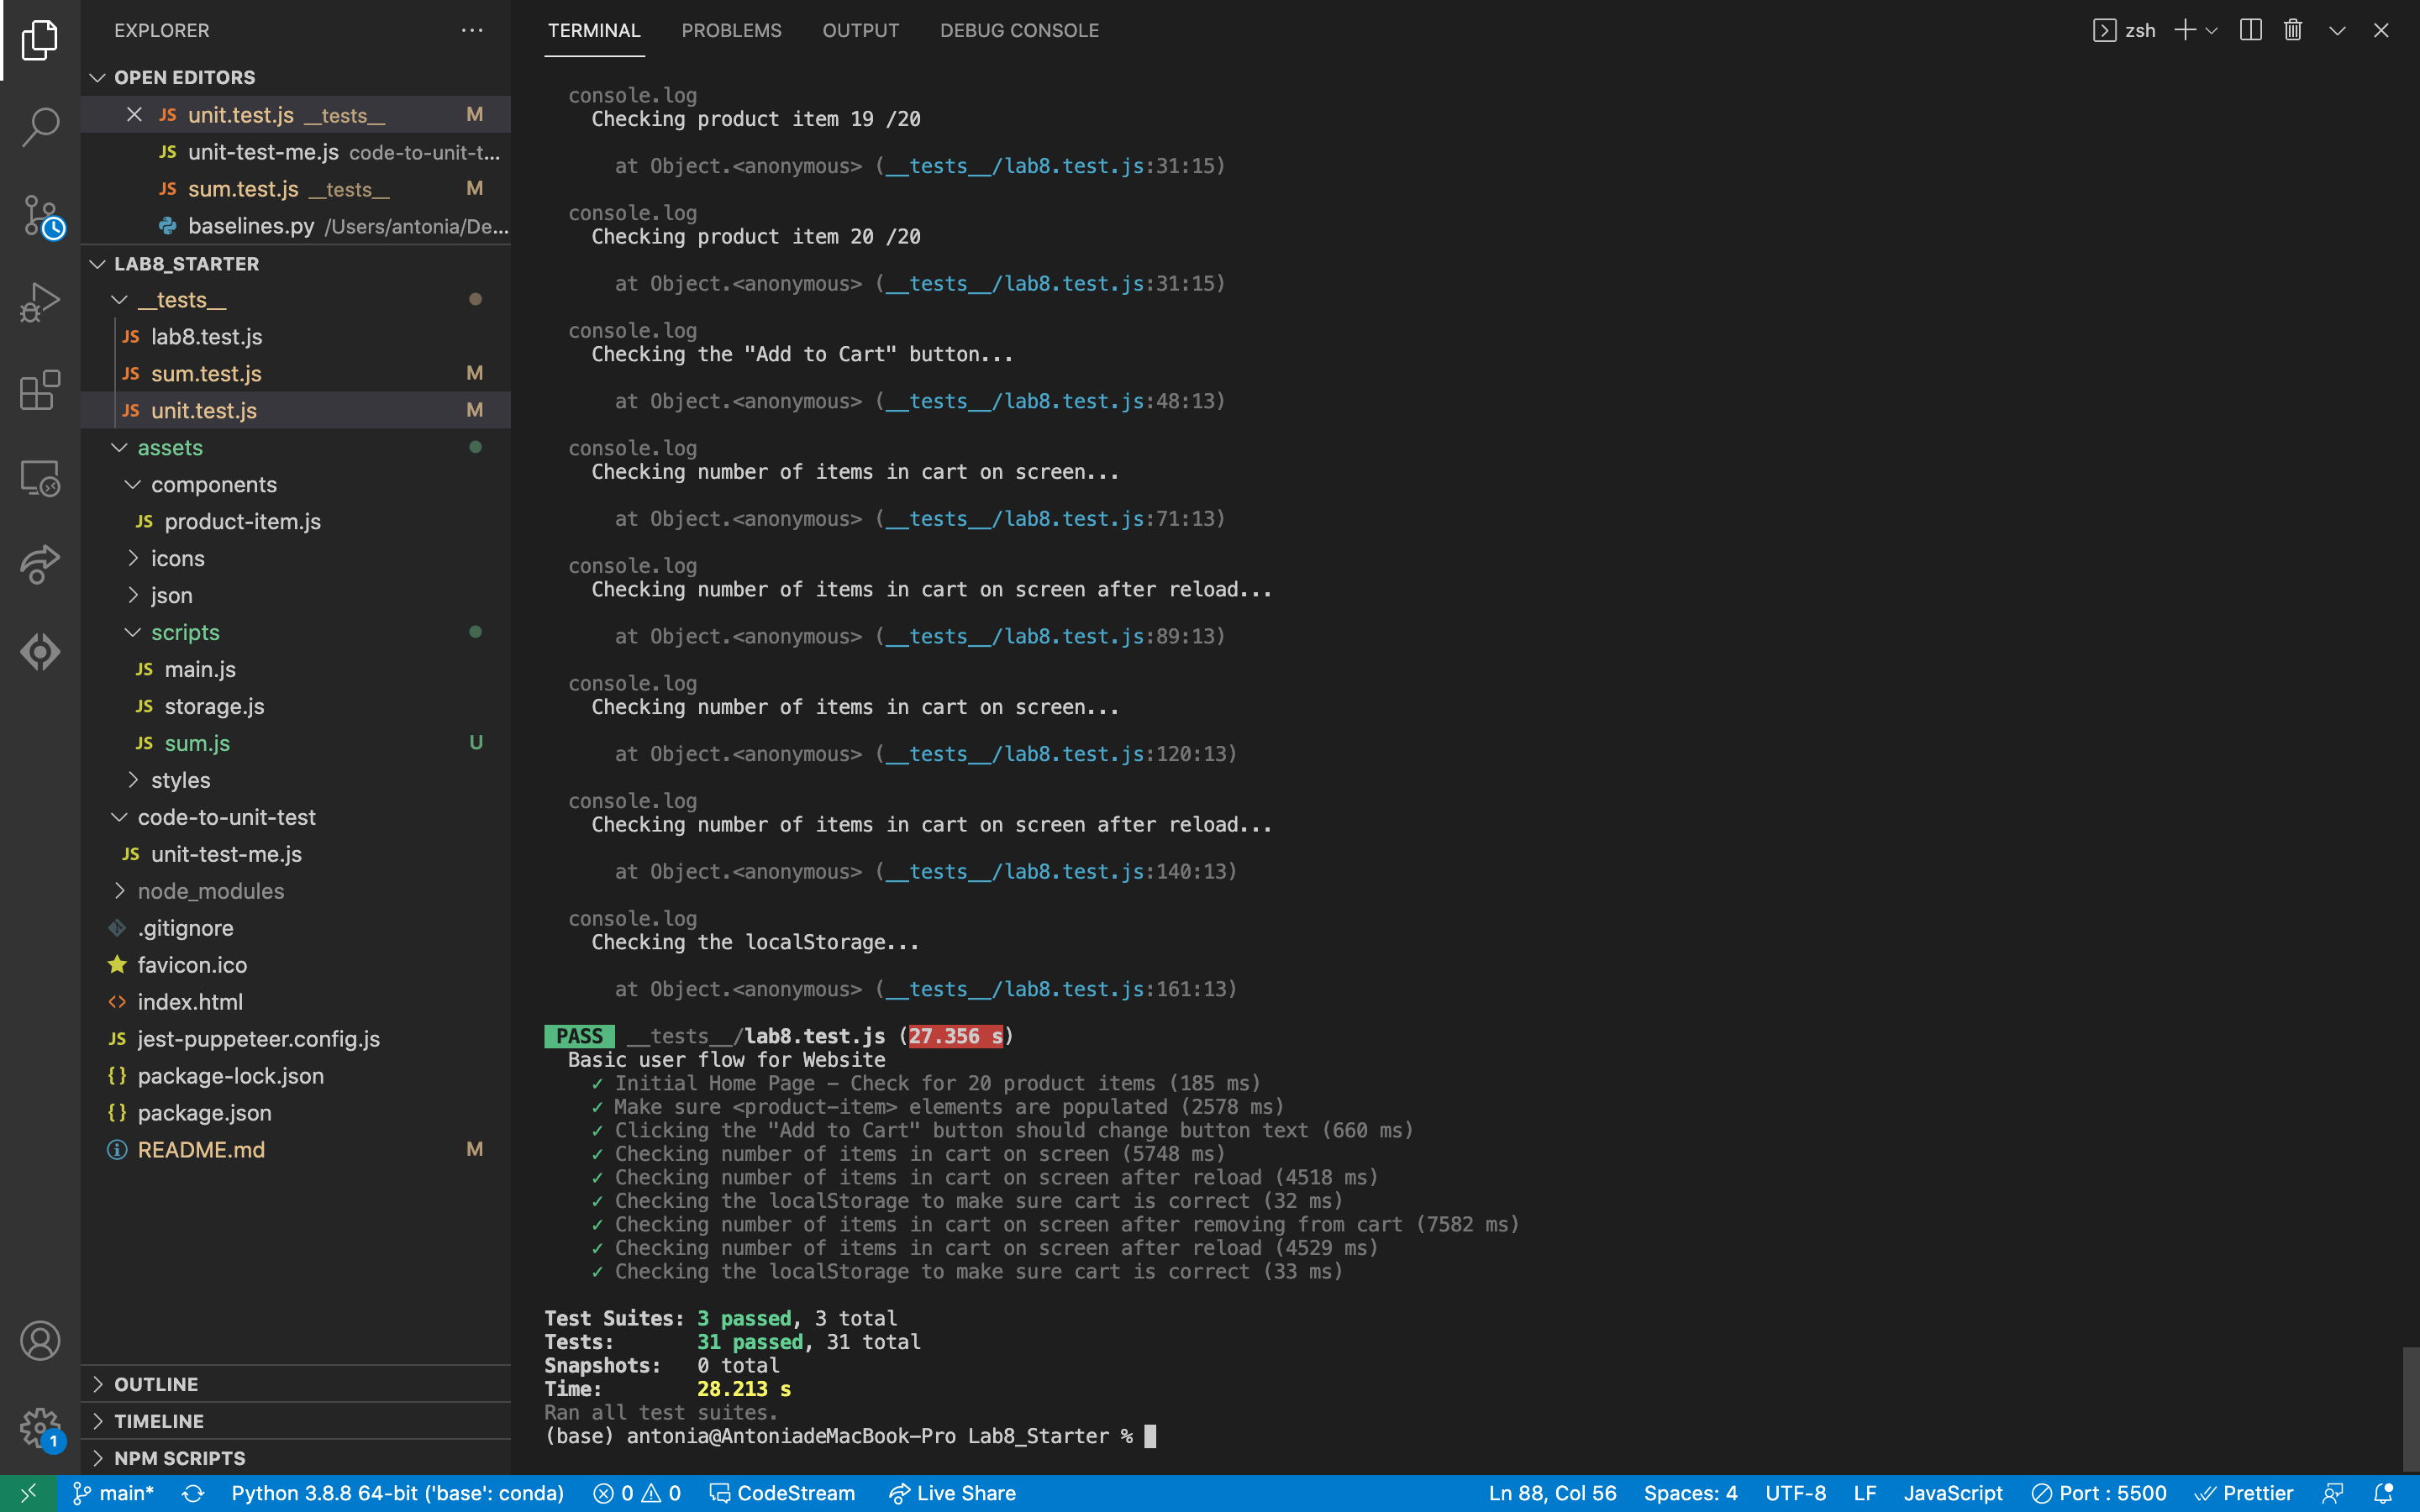 EXPLORER
OPEN EDITORS
JS unit.test.js __tests__ M
JS unit-test-me.js code-to-unit-t...
JS sum.test.js __tests__ M
baselines.py /Users/antonia/De...
LAB8_STARTER
__tests__
JS lab8.test.js
JS sum.test.js M
JS unit.test.js M
assets
components
JS product-item.js
icons
json
scripts
JS main.js
JS storage.js
JS sum.js U
styles
code-to-unit-test
JS unit-test-me.js
node_modules
.gitignore
favicon.ico
<> index.html
JS jest-puppeteer.config.js
{} package-lock.json
{} package.json
README.md M
OUTLINE
TIMELINE
NPM SCRIPTS
1
TERMINAL PROBLEMS OUTPUT DEBUG CONSOLE
zsh
console.log
Checking product item 19 /20
at Object.<anonymous> (__tests__/lab8.test.js:31:15)
console.log
Checking product item 20 /20
at Object.<anonymous> (__tests__/lab8.test.js:31:15)
console.log
Checking the "Add to Cart" button...
at Object.<anonymous> (__tests__/lab8.test.js:48:13)
console.log
Checking number of items in cart on screen...
at Object.<anonymous> (__tests__/lab8.test.js:71:13)
console.log
Checking number of items in cart on screen after reload...
at Object.<anonymous> (__tests__/lab8.test.js:89:13)
console.log
Checking number of items in cart on screen...
at Object.<anonymous> (__tests__/lab8.test.js:120:13)
console.log
Checking number of items in cart on screen after reload...
at Object.<anonymous> (__tests__/lab8.test.js:140:13)
console.log
Checking the localStorage...
at Object.<anonymous> (__tests__/lab8.test.js:161:13)
PASS __tests__/lab8.test.js (27.356 s)
Basic user flow for Website
✓ Initial Home Page – Check for 20 product items (185 ms)
✓ Make sure <product-item> elements are populated (2578 ms)
✓ Clicking the "Add to Cart" button should change button text (660 ms)
✓ Checking number of items in cart on screen (5748 ms)
✓ Checking number of items in cart on screen after reload (4518 ms)
✓ Checking the localStorage to make sure cart is correct (32 ms)
✓ Checking number of items in cart on screen after removing from cart (7582 ms)
✓ Checking number of items in cart on screen after reload (4529 ms)
✓ Checking the localStorage to make sure cart is correct (33 ms)
Test Suites: 3 passed, 3 total
Tests: 31 passed, 31 total
Snapshots: 0 total
Time: 28.213 s
Ran all test suites.
(base) antonia@AntoniadeMacBook-Pro Lab8_Starter %
main* Python 3.8.8 64-bit ('base': conda) 0 0 CodeStream Live Share Ln 88, Col 56 Spaces: 4 UTF-8 LF JavaScript Port : 5500 Prettier